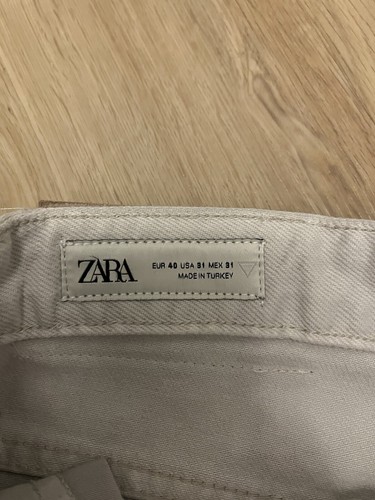 ZARA
EUR 40 USA 31 MEX 31
MADE IN TURKEY